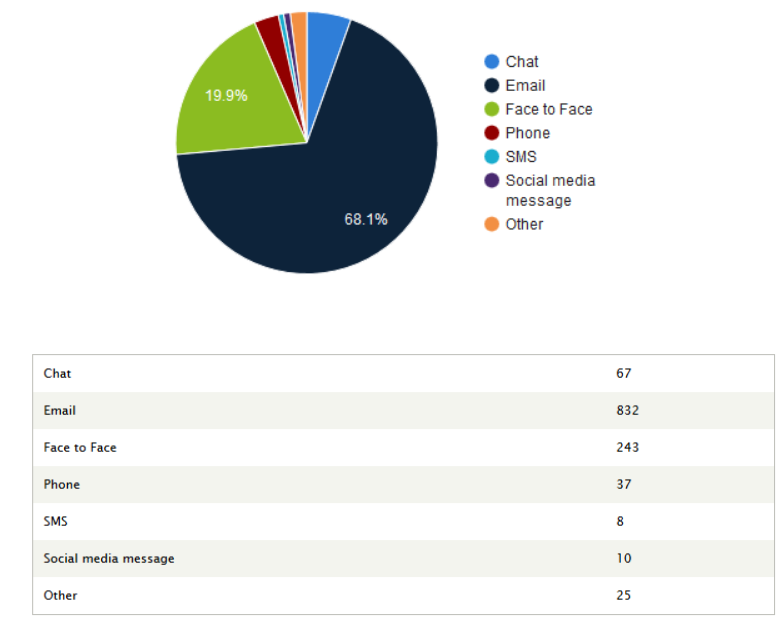 19.9%
68.1%
Chat
Email
Face to Face
Phone
SMS
Social media
message
Other
Chat 67
Email 832
Face to Face 243
Phone 37
SMS 8
Social media message 10
Other 25